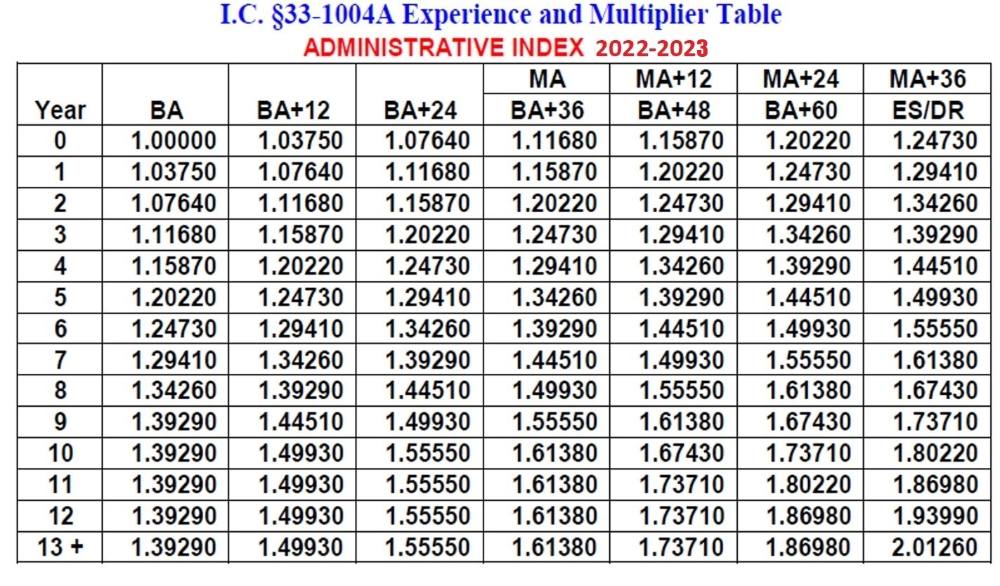 I.C. §33-1004A Experience and Multiplier Table
ADMINISTRATIVE INDEX 2022-2023
MA MA+12 MA+24 MA+36
Year BA BA+12 BA+24 BA+36 BA+48 BA+60 ES/DR
0 1.00000 1.03750 1.07640 1.11680 1.15870 1.20220 1.24730
1 1.03750 1.07640 1.11680 1.15870 1.20220 1.24730 1.29410
2 1.07640 1.11680 1.15870 1.20220 1.24730 1.29410 1.34260
3 1.11680 1.15870 1.20220 1.24730 1.29410 1.34260 1.39290
4 1.15870 1.20220 1.24730 1.29410 1.34260 1.39290 1.44510
5 1.20220 1.24730 1.29410 1.34260 1.39290 1.44510 1.49930
6 1.24730 1.29410 1.34260 1.39290 1.44510 1.49930 1.55550
7 1.29410 1.34260 1.39290 1.44510 1.49930 1.55550 1.61380
8 1.34260 1.39290 1.44510 1.49930 1.55550 1.61380 1.67430
9 1.39290 1.44510 1.49930 1.55550 1.61380 1.67430 1.73710
10 1.39290 1.49930 1.55550 1.61380 1.67430 1.73710 1.80220
11 1.39290 1.49930 1.55550 1.61380 1.73710 1.80220 1.86980
12 1.39290 1.49930 1.55550 1.61380 1.73710 1.86980 1.93990
13 + 1.39290 1.49930 1.55550 1.61380 1.73710 1.86980 2.01260